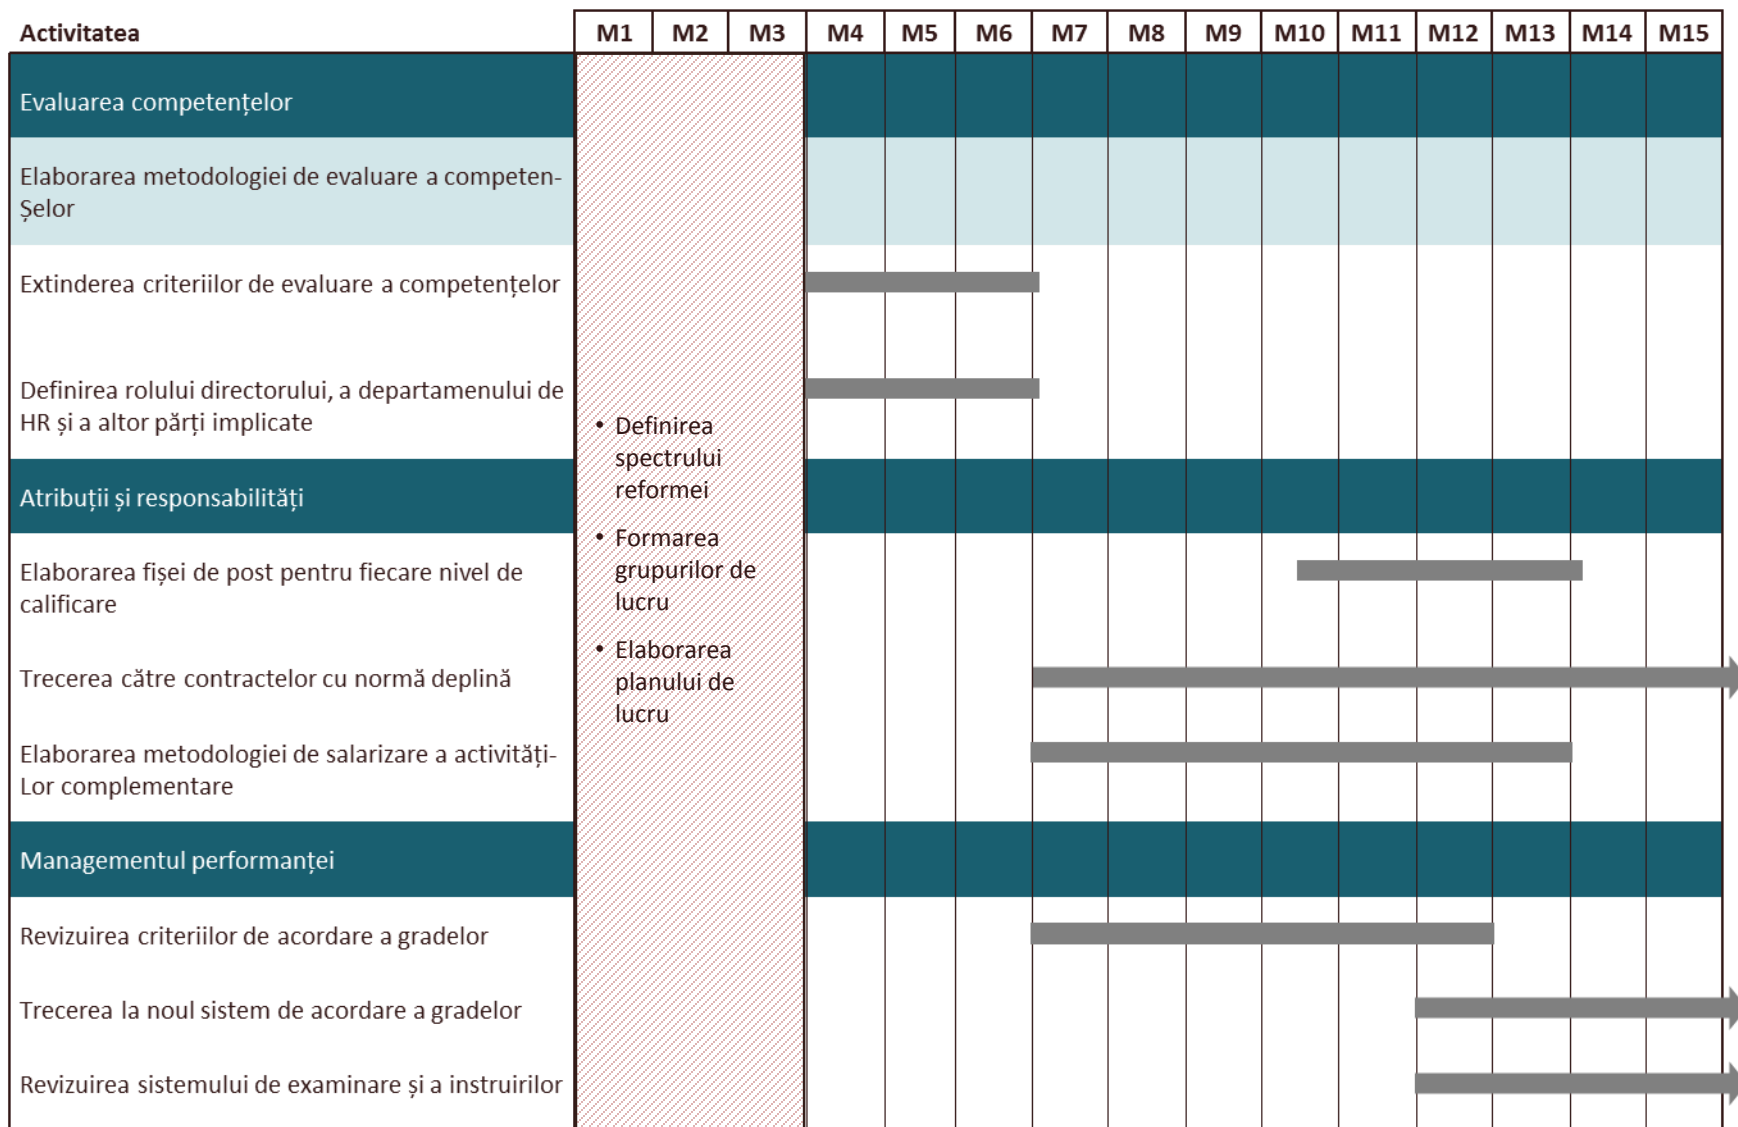 Activitatea M1 M2 M3 M4 M5 M6 M7 M8 M9 M10 M11 M12 M13 M14 M15
Evaluarea competențelor
Elaborarea metodologiei de evaluare a competen-
Șelor
Extinderea criteriilor de evaluare a competențelor
Definirea rolului directorului, a departamenului de
HR și a altor părți implicate
Atribuții și responsabilități
Elaborarea fișei de post pentru fiecare nivel de
calificare
Trecerea către contractelor cu normă deplină
Elaborarea metodologiei de salarizare a activități-
Lor complementare
Managementul performanței
Revizuirea criteriilor de acordare a gradelor
Trecerea la noul sistem de acordare a gradelor
Revizuirea sistemului de examinare și a instruirilor
• Definirea
spectrului
reformei
• Formarea
grupurilor de
lucru
• Elaborarea
planului de
lucru